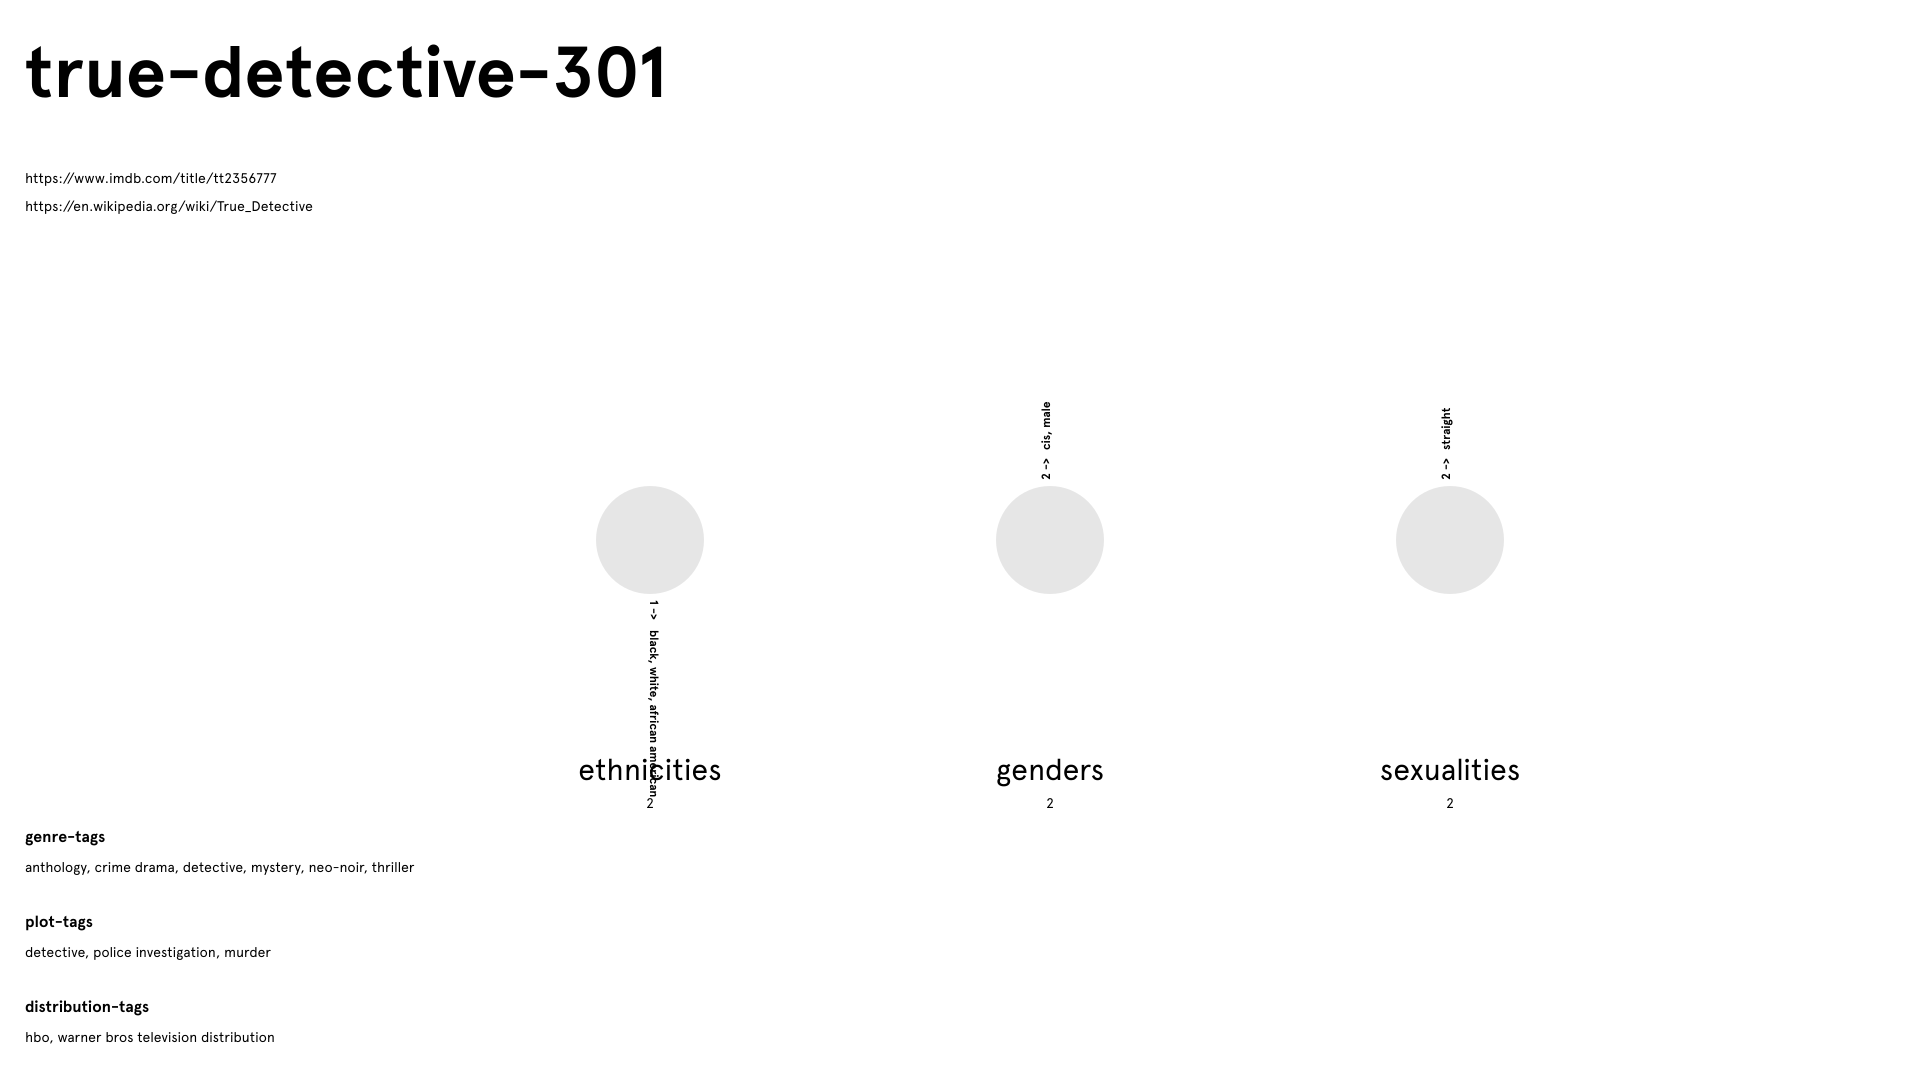 true-detective-301
https://www.imdb.com/title/tt2356777
https://en.wikipedia.org/wiki/True_Detective
2 -> cis, male
2 -> straight
1 -> black, white, african american
ethnicities
2
genders
2
sexualities
2
genre-tags
anthology, crime drama, detective, mystery, neo-noir, thriller
plot-tags
detective, police investigation, murder
distribution-tags
hbo, warner bros television distribution